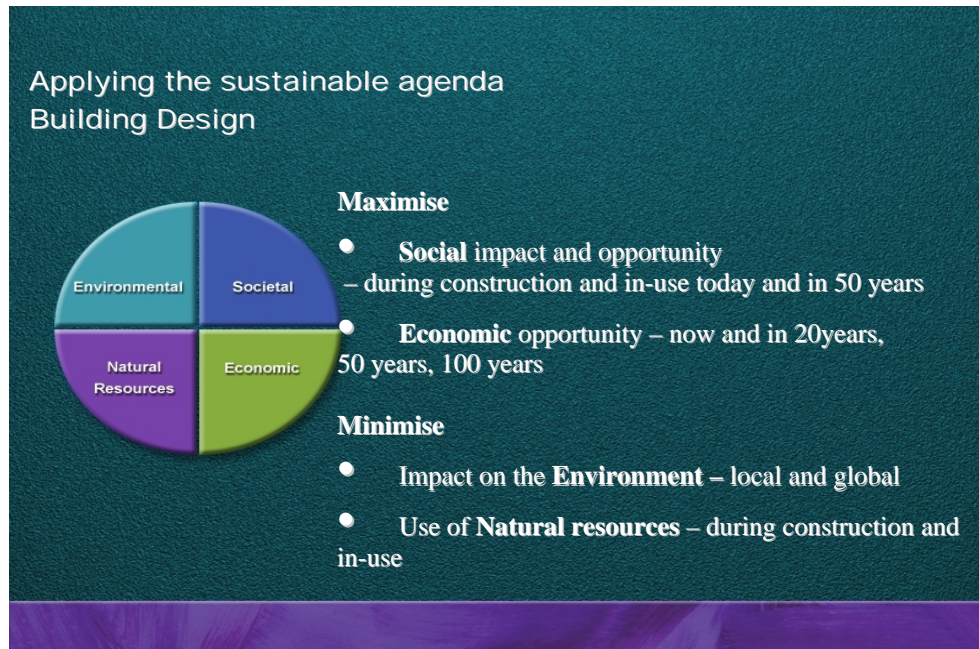 Applying the sustainable agenda
Building Design
Environmental
Societal
Natural
Resources
Economic
Maximise
• Social impact and opportunity
– during construction and in-use today and in 50 years
• Economic opportunity – now and in 20years,
50 years, 100 years
Minimise
• Impact on the Environment – local and global
• Use of Natural resources – during construction and
in-use